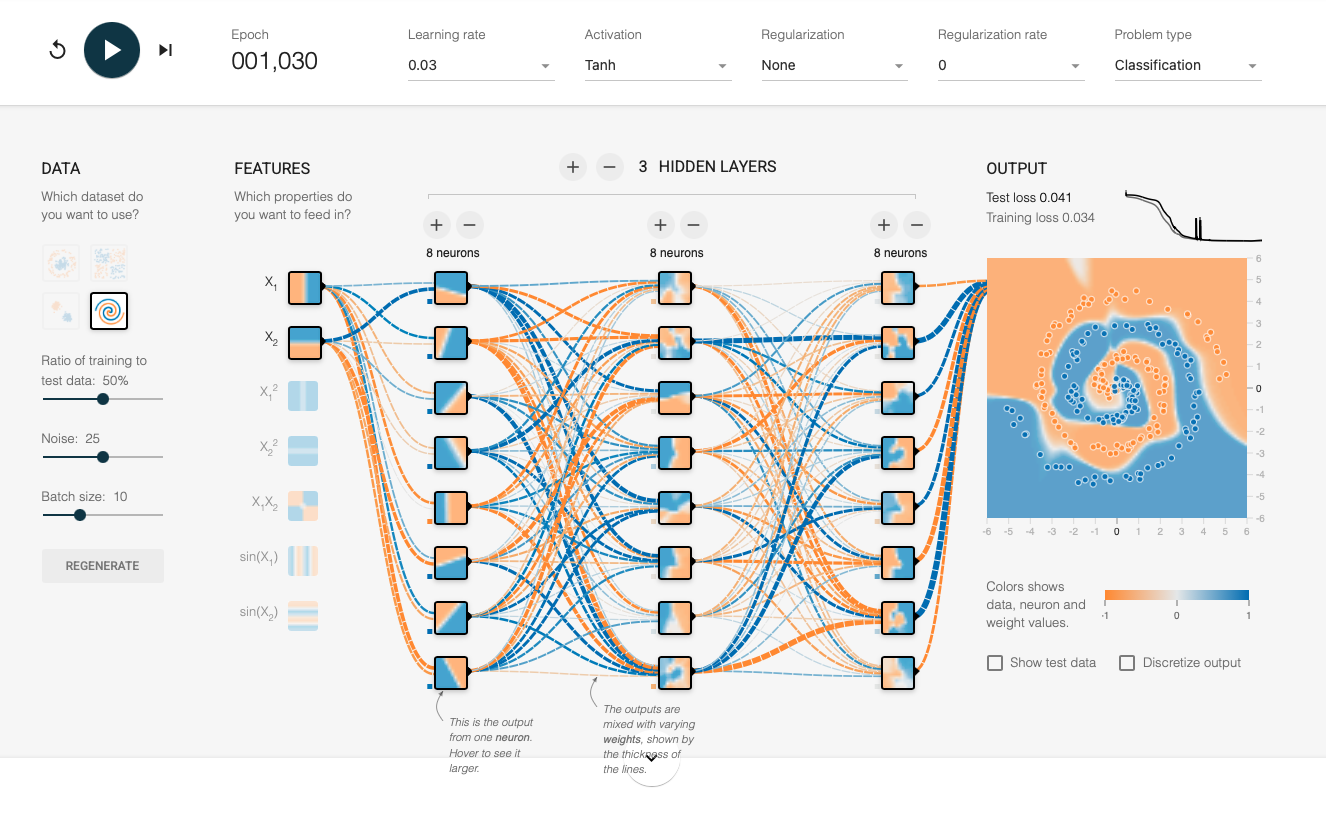 Epoch
001,030
Learning rate
0.03
Activation
Tanh
Regularization
None
Regularization rate
0
Problem type
Classification
DATA
Which dataset do
you want to use?
Ratio of training to
test data: 50%
Noise: 25
Batch size: 10
REGENERATE
FEATURES
Which properties do
you want to feed in?
X1
X2
X1²
X2²
X1X2
sin(X1)
sin(X2)
+ − 3 HIDDEN LAYERS
+ −
8 neurons
+ −
8 neurons
+ −
8 neurons
This is the output
from one neuron.
Hover to see it
larger.
The outputs are
mixed with varying
weights, shown by
the thickness of
the lines.
OUTPUT
Test loss 0.041
Training loss 0.034
6
5
4
3
2
1
0
-1
-2
-3
-4
-5
-6
-6 -5 -4 -3 -2 -1 0 1 2 3 4 5 6
Colors shows
data, neuron and
weight values.
-1 0 1
Show test data
Discretize output